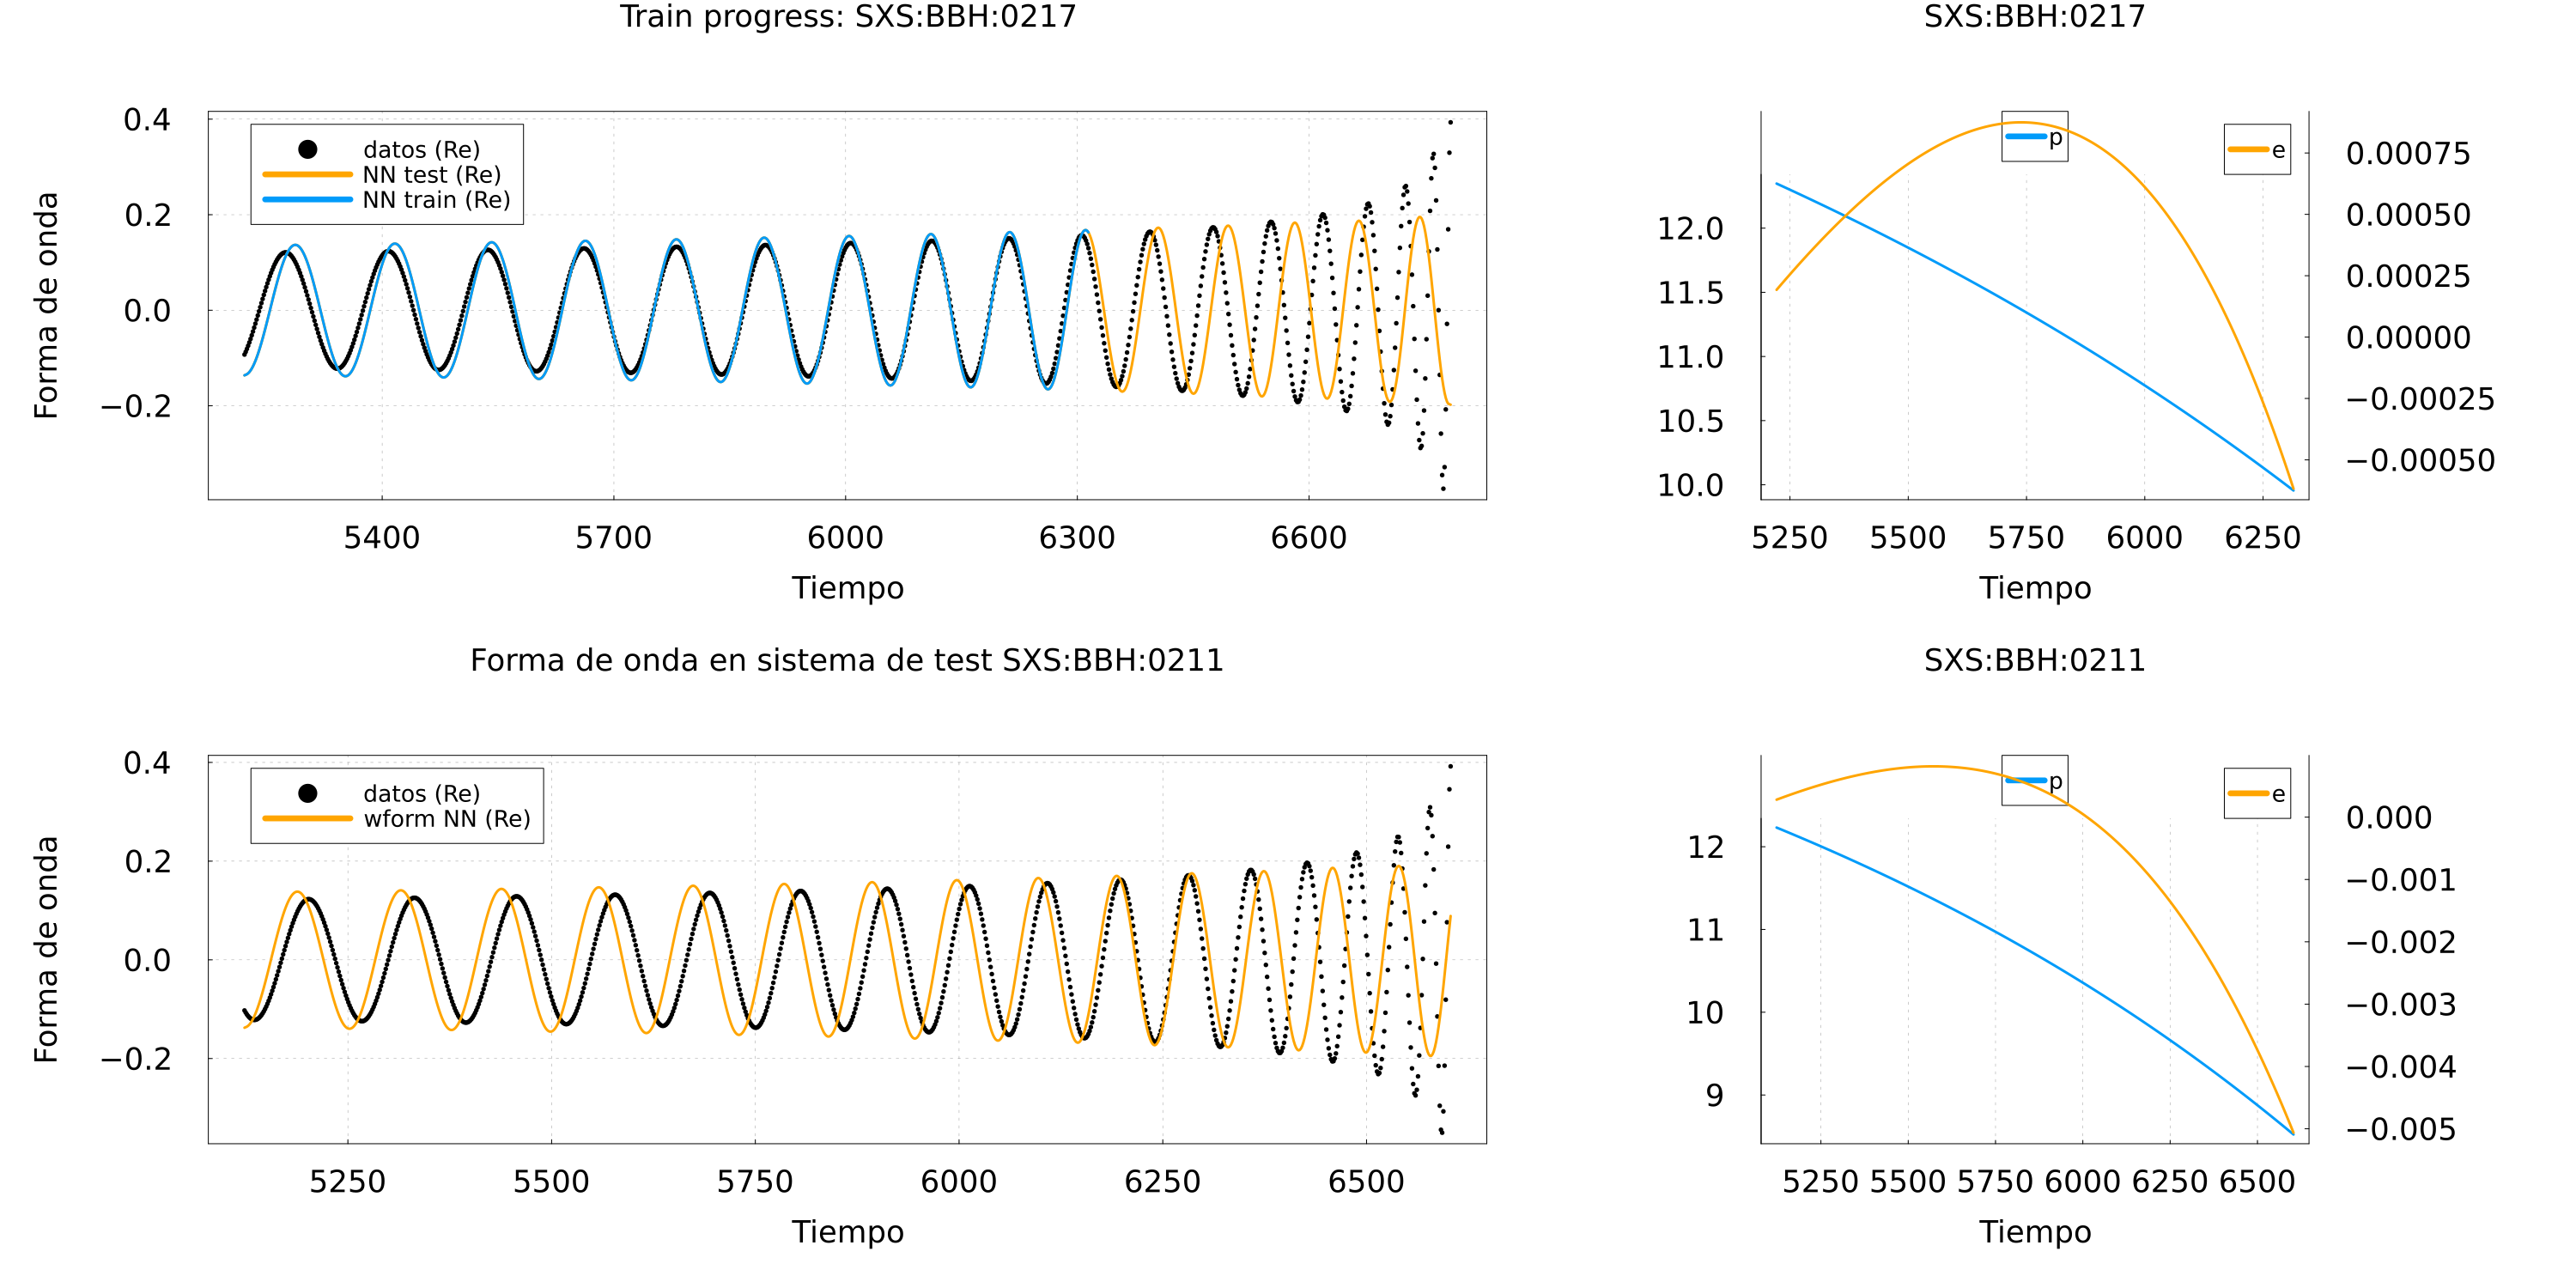 Train progress: SXS:BBH:0217
0.4
0.2
0.0
−0.2
Forma de onda
datos (Re)
NN test (Re)
NN train (Re)
5400 5700 6000 6300 6600
Tiempo
SXS:BBH:0217
12.0
11.5
11.0
10.5
10.0
p
e
0.00075
0.00050
0.00025
0.00000
−0.00025
−0.00050
5250 5500 5750 6000 6250
Tiempo
Forma de onda en sistema de test SXS:BBH:0211
0.4
0.2
0.0
−0.2
Forma de onda
datos (Re)
wform NN (Re)
5250 5500 5750 6000 6250 6500
Tiempo
SXS:BBH:0211
12
11
10
9
p
e
0.000
−0.001
−0.002
−0.003
−0.004
−0.005
5250 5500 5750 6000 6250 6500
Tiempo